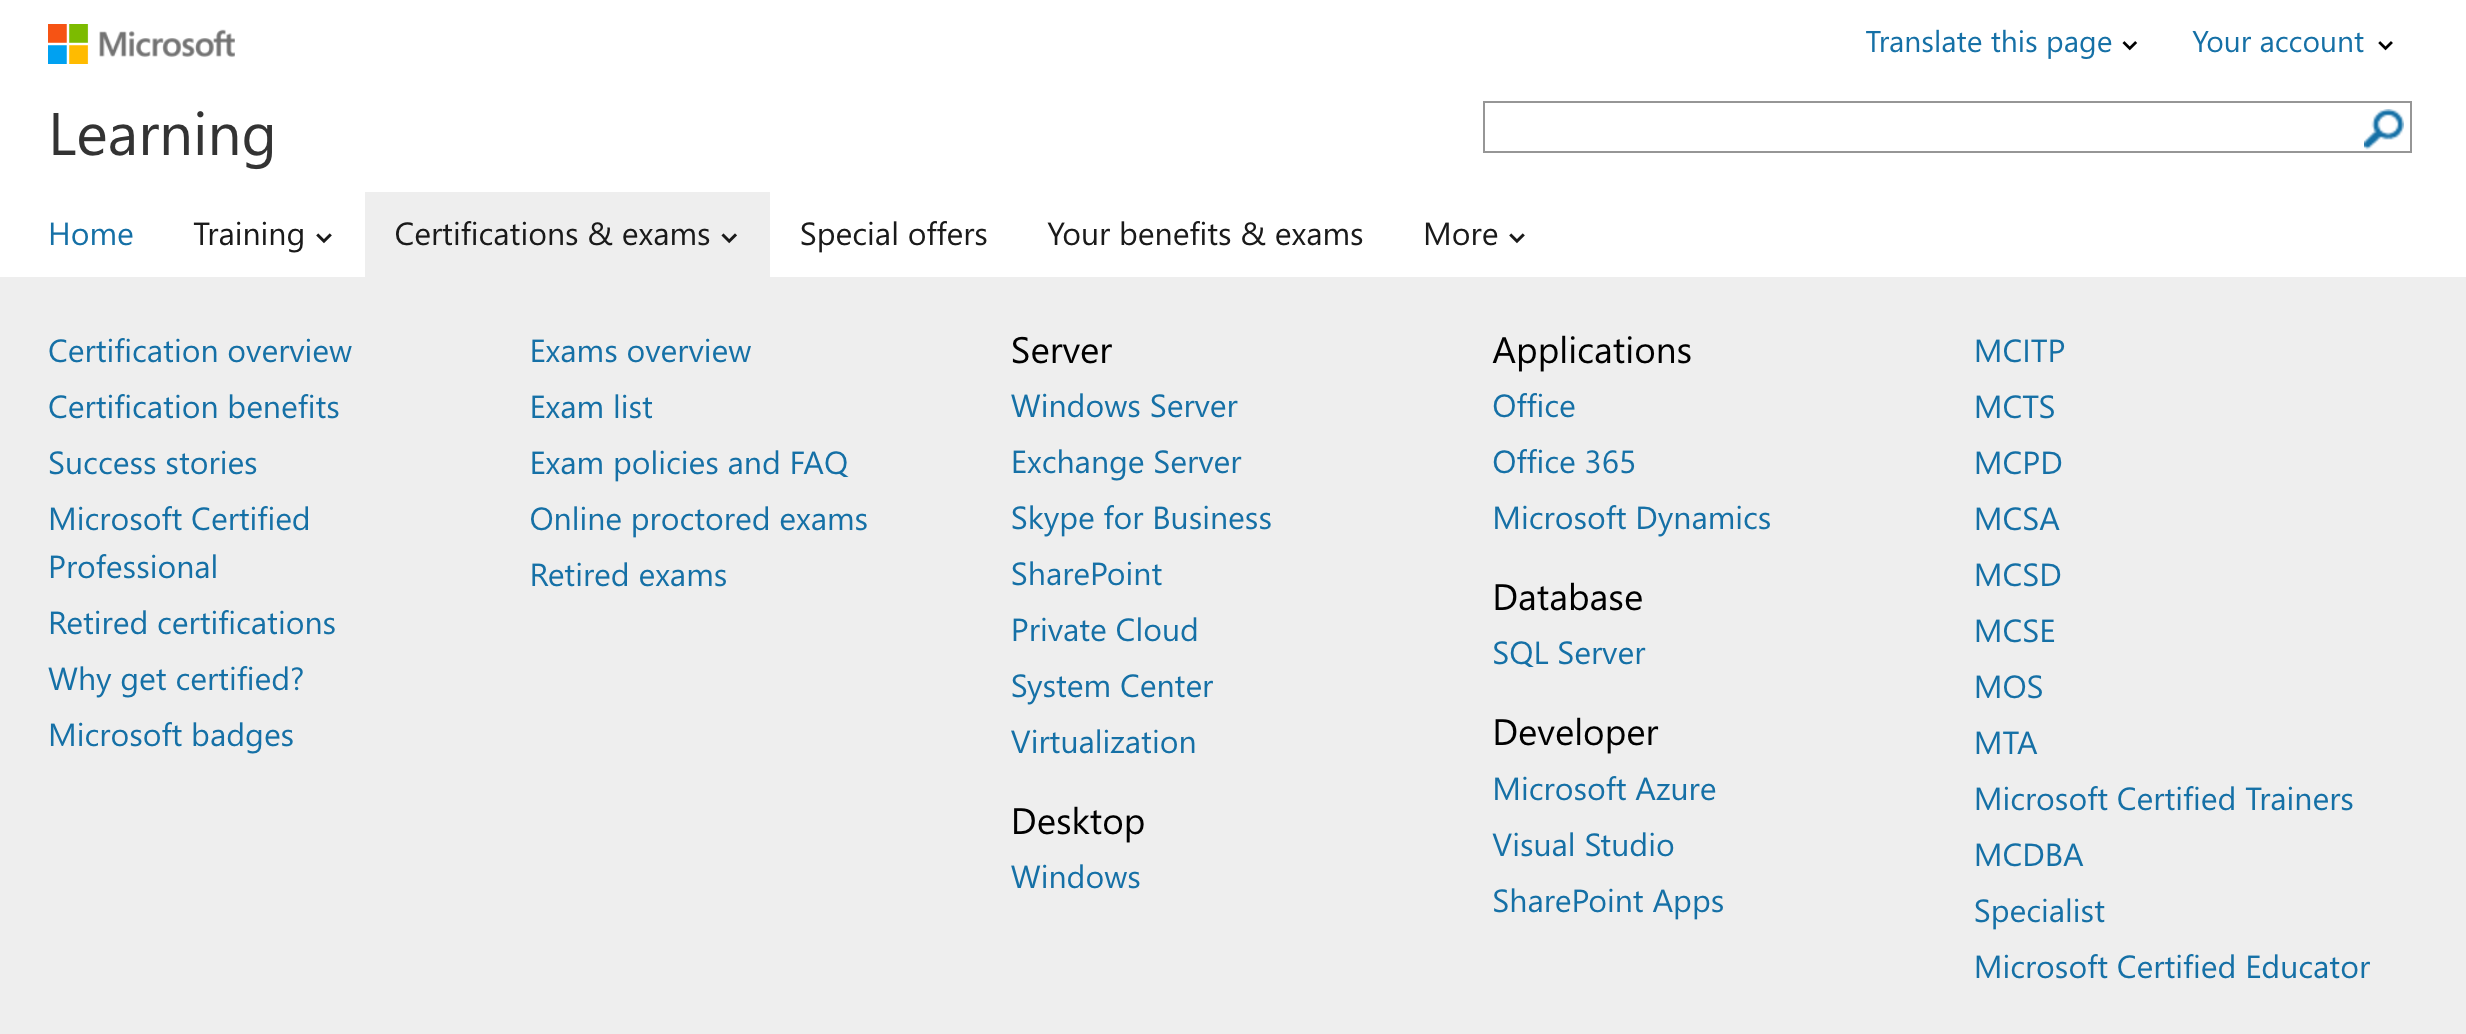 Microsoft
Translate this page
Your account
Learning
Home
Training
Certifications & exams
Special offers
Your benefits & exams
More
Certification overview
Certification benefits
Success stories
Microsoft Certified
Professional
Retired certifications
Why get certified?
Microsoft badges
Exams overview
Exam list
Exam policies and FAQ
Online proctored exams
Retired exams
Server
Windows Server
Exchange Server
Skype for Business
SharePoint
Private Cloud
System Center
Virtualization
Desktop
Windows
Applications
Office
Office 365
Microsoft Dynamics
Database
SQL Server
Developer
Microsoft Azure
Visual Studio
SharePoint Apps
MCITP
MCTS
MCPD
MCSA
MCSD
MCSE
MOS
MTA
Microsoft Certified Trainers
MCDBA
Specialist
Microsoft Certified Educator